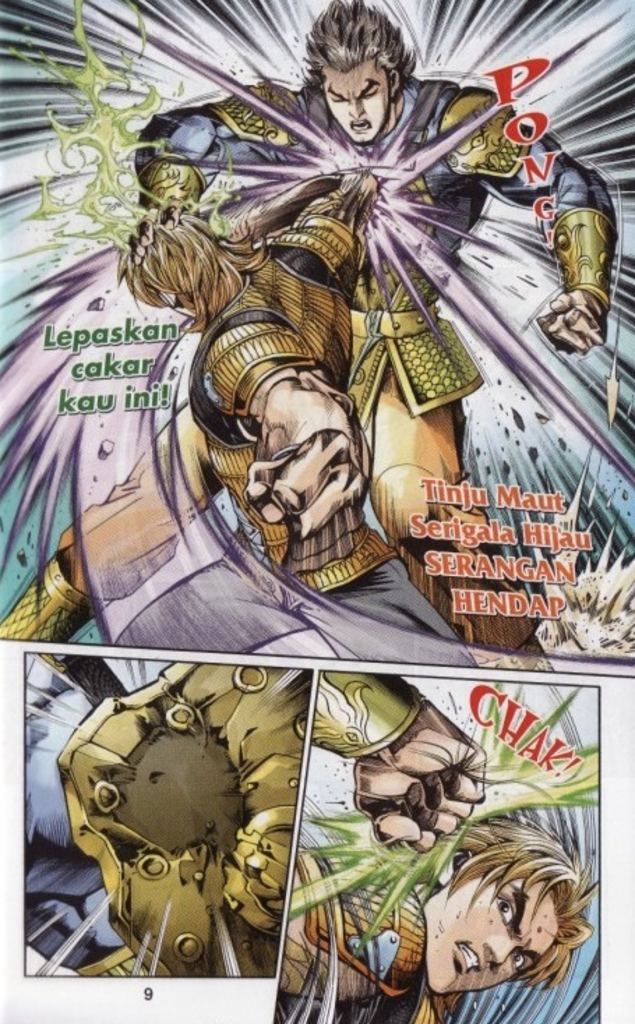 PONG!
Lepaskan
cakar
kau ini!
Tinju Maut
Serigala Hijau
SERANGAN
HENDAP
CHAK!
9